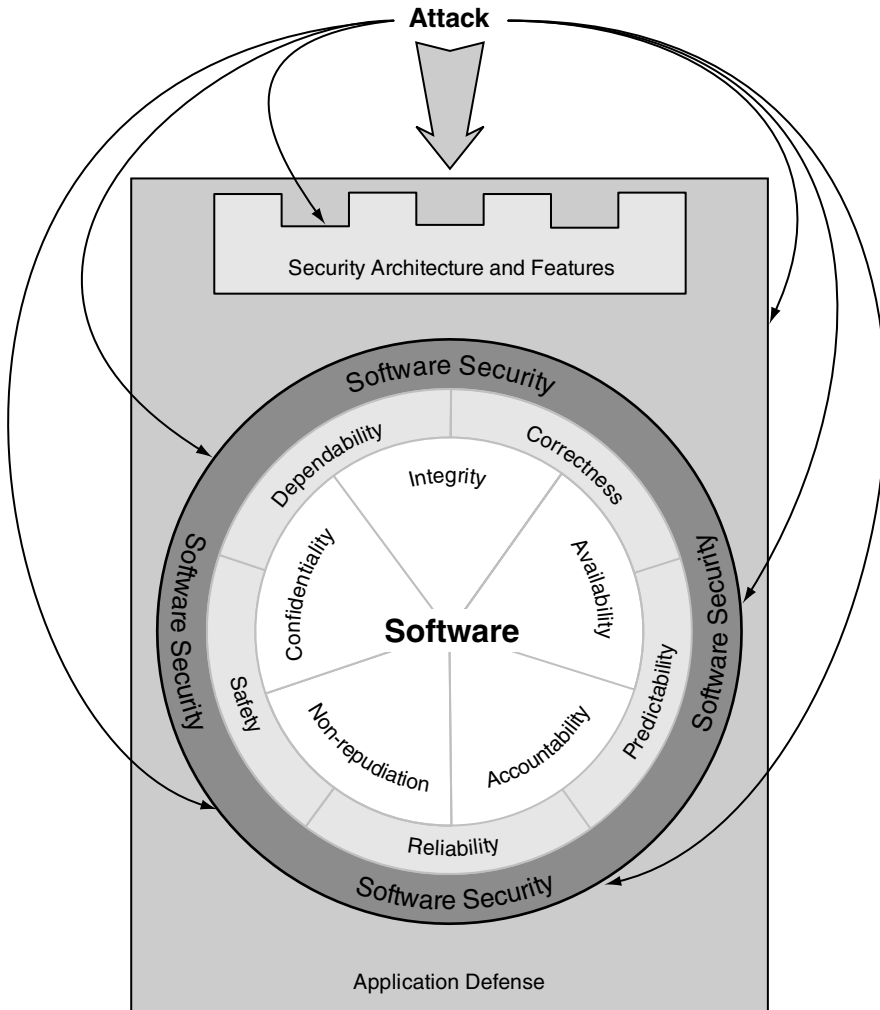 Attack
Security Architecture and Features
Software Security
Dependability
Correctness
Integrity
Software Security
Confidentiality
Availability
Software Security
Software
Safety
Predictability
Non-repudiation
Accountability
Reliability
Software Security
Application Defense